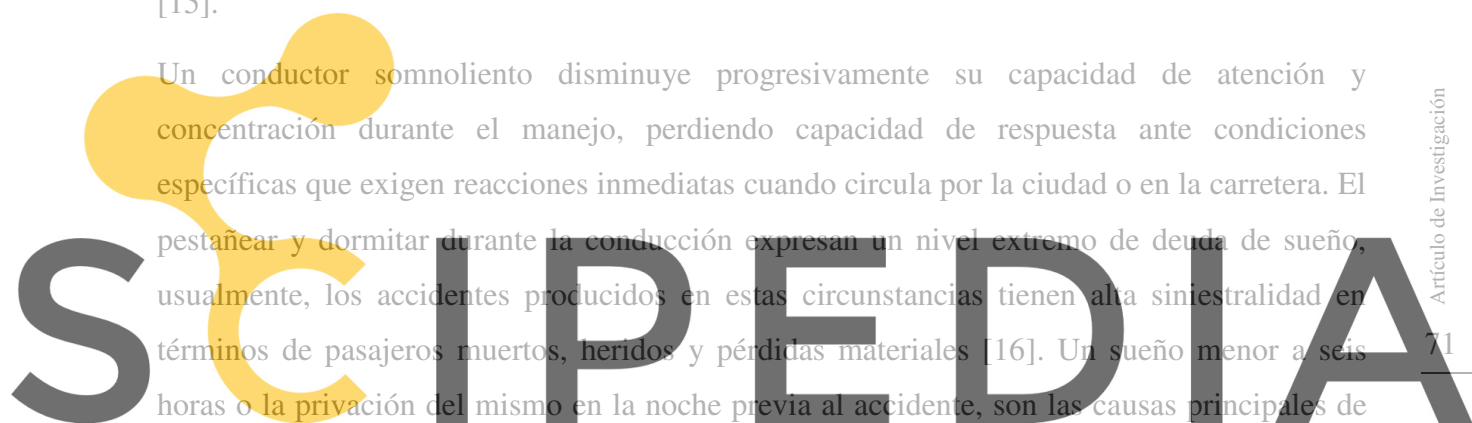 [15].
Un conductor somnoliento disminuye progresivamente su capacidad de atención y
concentración durante el manejo, perdiendo capacidad de respuesta ante condiciones
específicas que exigen reacciones inmediatas cuando circula por la ciudad o en la carretera. El
pestañear y dormitar durante la conducción expresan un nivel extremo de deuda de sueño,
usualmente, los accidentes producidos en estas circunstancias tienen alta siniestralidad en
términos de pasajeros muertos, heridos y pérdidas materiales [16]. Un sueño menor a seis
horas o la privación del mismo en la noche previa al accidente, son las causas principales de
Artículo de Investigación
71
SCIPEDIA